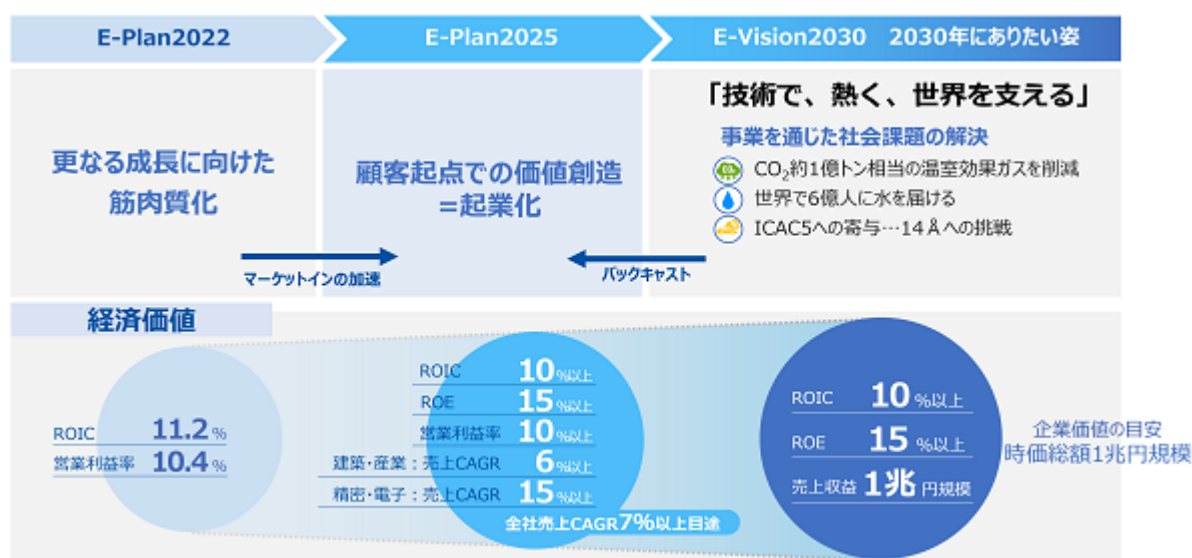 E-Plan2022
E-Plan2025
E-Vision2030 2030年にありたい姿
更なる成長に向けた
筋肉質化
マーケットインの加速
顧客起点での価値創造
=起業化
バックキャスト
「技術で、熱く、世界を支える」
事業を通じた社会課題の解決
CO₂約1億トン相当の温室効果ガスを削減
世界で6億人に水を届ける
ICAC5への寄与…14Åへの挑戦
経済価値
ROIC 11.2 %
営業利益率 10.4 %
ROIC 10 %以上
ROE 15 %以上
営業利益率 10 %以上
建築・産業：売上CAGR 6 %以上
精密・電子：売上CAGR 15 %以上
全社売上CAGR7%以上目途
ROIC 10 %以上
ROE 15 %以上
売上収益 1兆 円規模
企業価値の目安
時価総額1兆円規模